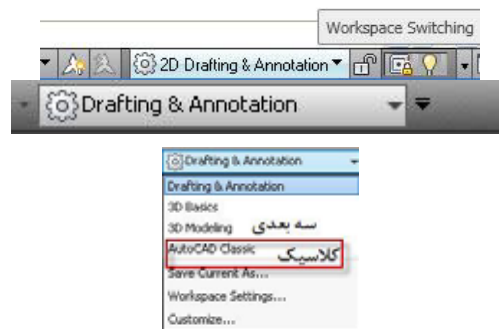 Workspace Switching
2D Drafting & Annotation
Drafting & Annotation
Drafting & Annotation
Drafting & Annotation
3D Basics
3D Modeling سه بعدی
AutoCAD Classic کلاسیک
Save Current As...
Workspace Settings...
Customize...